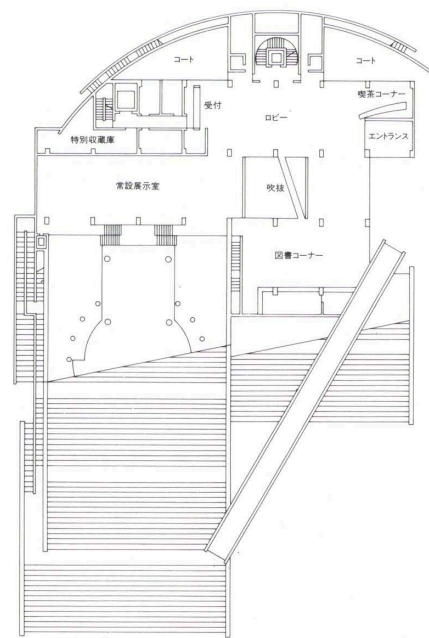 コート
コート
喫茶コーナー
受付
ロビー
エントランス
特別収蔵庫
常設展示室
吹抜
図書コーナー